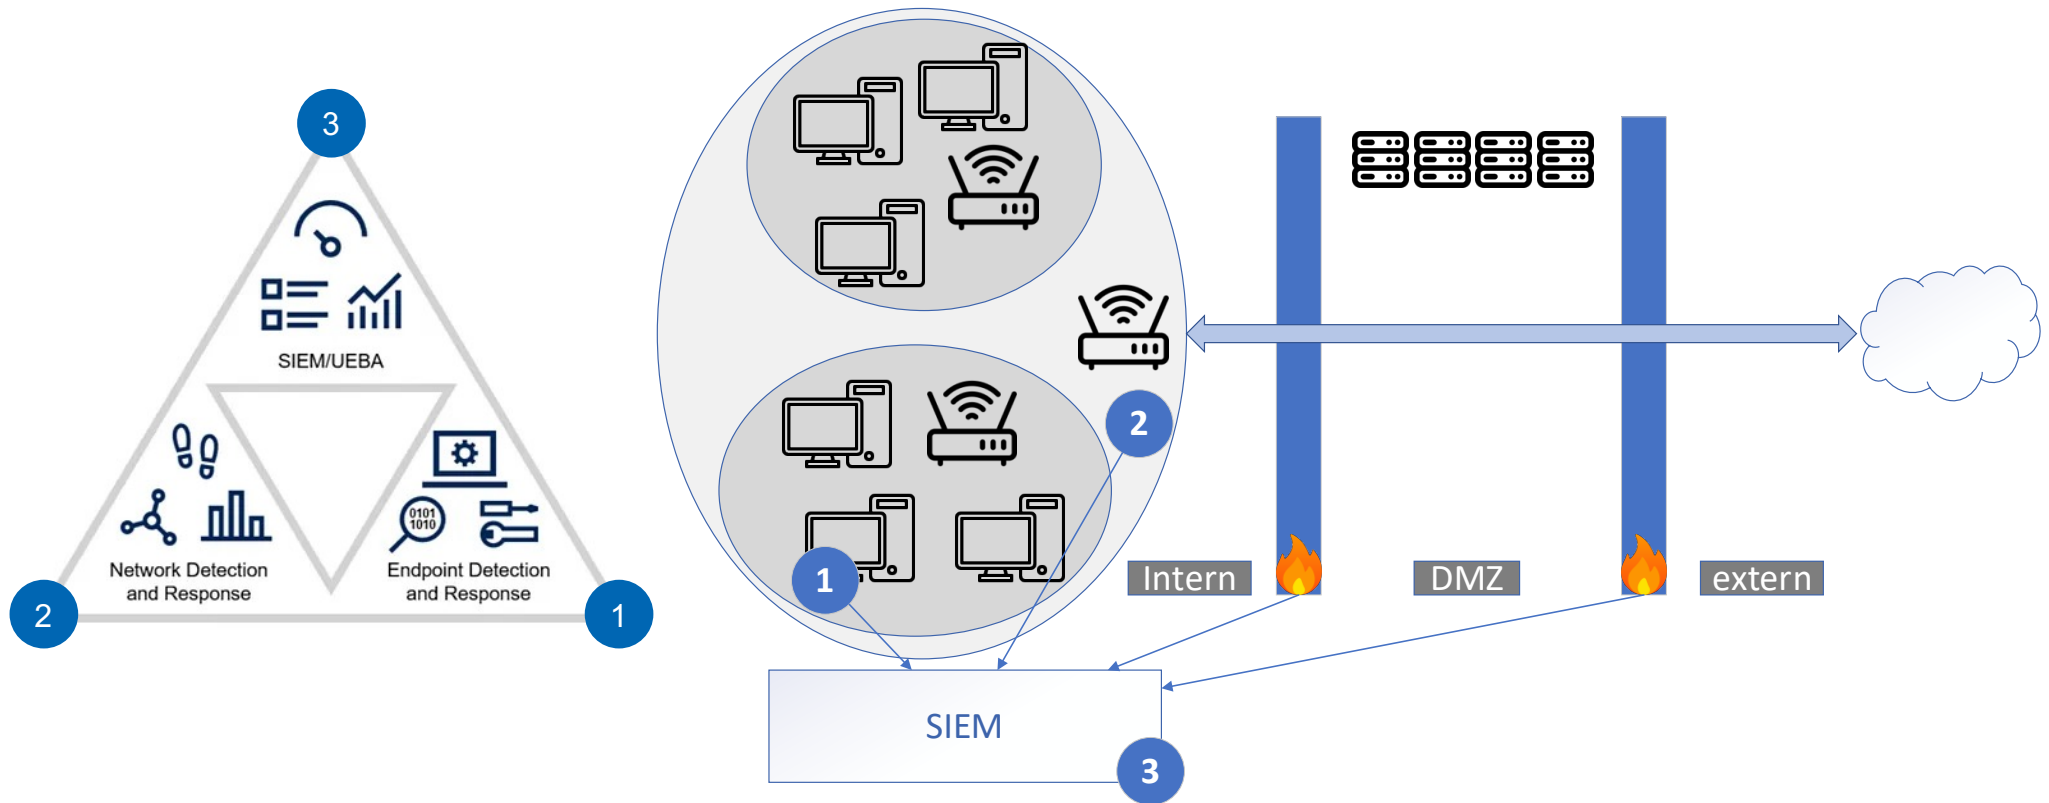 3
SIEM/UEBA
0101
1010
Network Detection
and Response
Endpoint Detection
and Response
2
1
2
1
Intern
DMZ
extern
SIEM
3